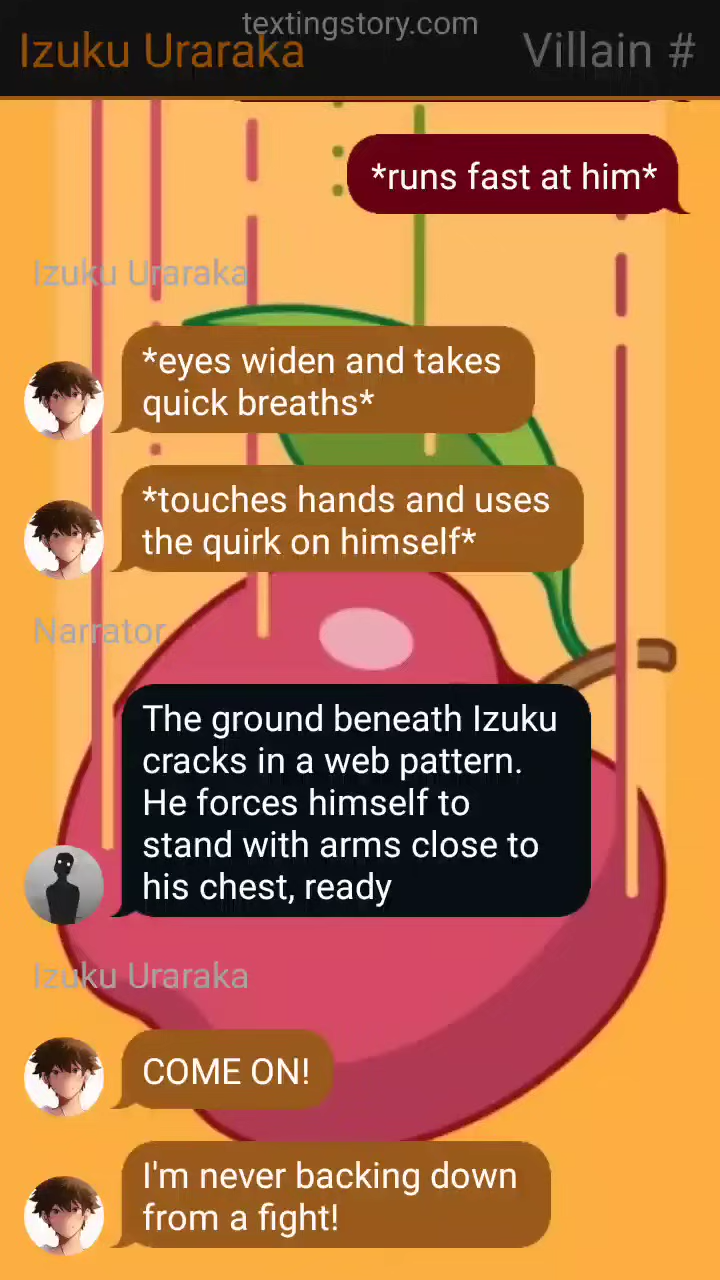 textingstory.com
Izuku Uraraka
Villain #
*runs fast at him*
Izuku Uraraka
*eyes widen and takes
quick breaths*
*touches hands and uses
the quirk on himself*
Narrator
The ground beneath Izuku
cracks in a web pattern.
He forces himself to
stand with arms close to
his chest, ready
Izuku Uraraka
COME ON!
I'm never backing down
from a fight!